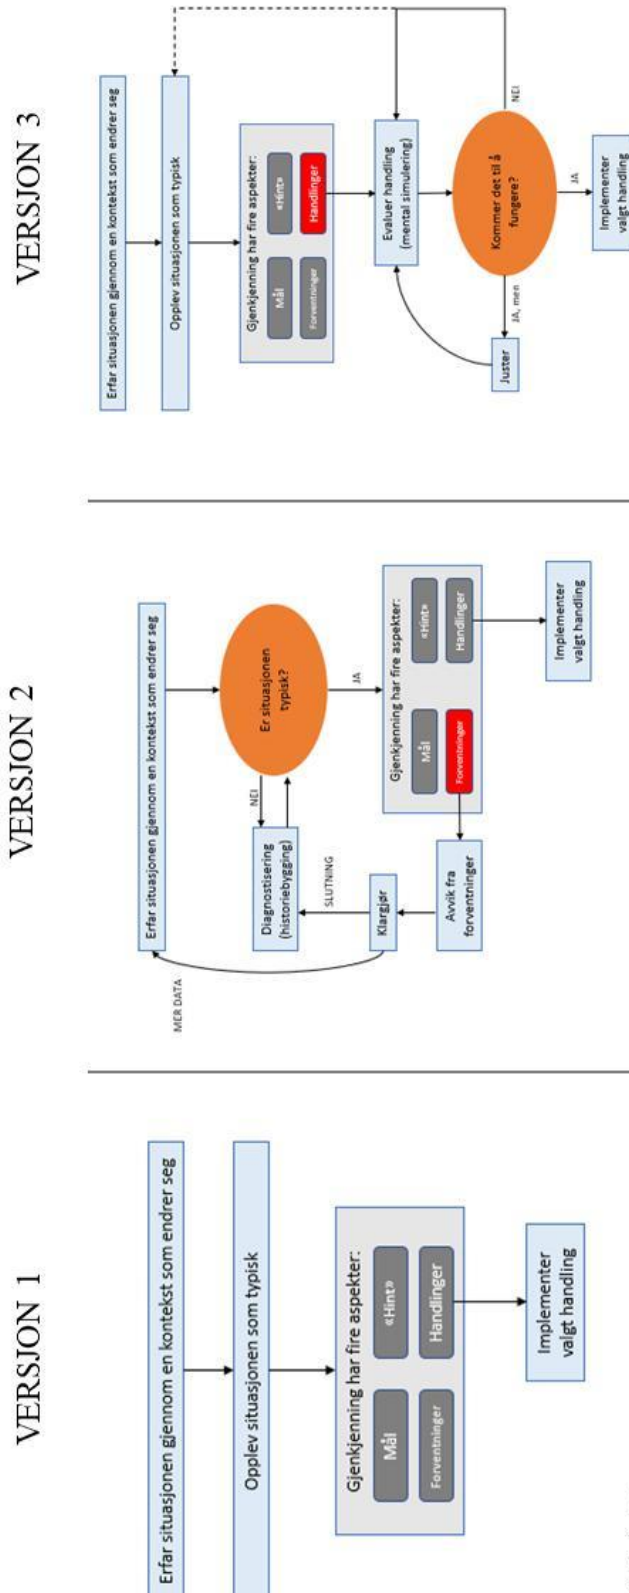 VERSJON 1
Erfar situasjonen gjennom en kontekst som endrer seg
Opplev situasjonen som typisk
Gjenkjenning har fire aspekter:
Mål
«Hint»
Forventninger
Handlinger
Implementer
valgt handling
VERSJON 2
Erfar situasjonen gjennom en kontekst som endrer seg
MER DATA
Er situasjonen
typisk?
NEI
Diagnostisering
(historiebygging)
JA
SLUTNING
Klargjør
Gjenkjenning har fire aspekter:
Mål
«Hint»
Forventninger
Handlinger
Avvik fra
forventninger
Implementer
valgt handling
VERSJON 3
Erfar situasjonen gjennom en kontekst som endrer seg
Opplev situasjonen som typisk
Gjenkjenning har fire aspekter:
Mål
«Hint»
Forventninger
Handlinger
Evaluer handling
(mental simulering)
Kommer det til å
fungere?
NEI
JA, men
Juster
JA
Implementer
valgt handling